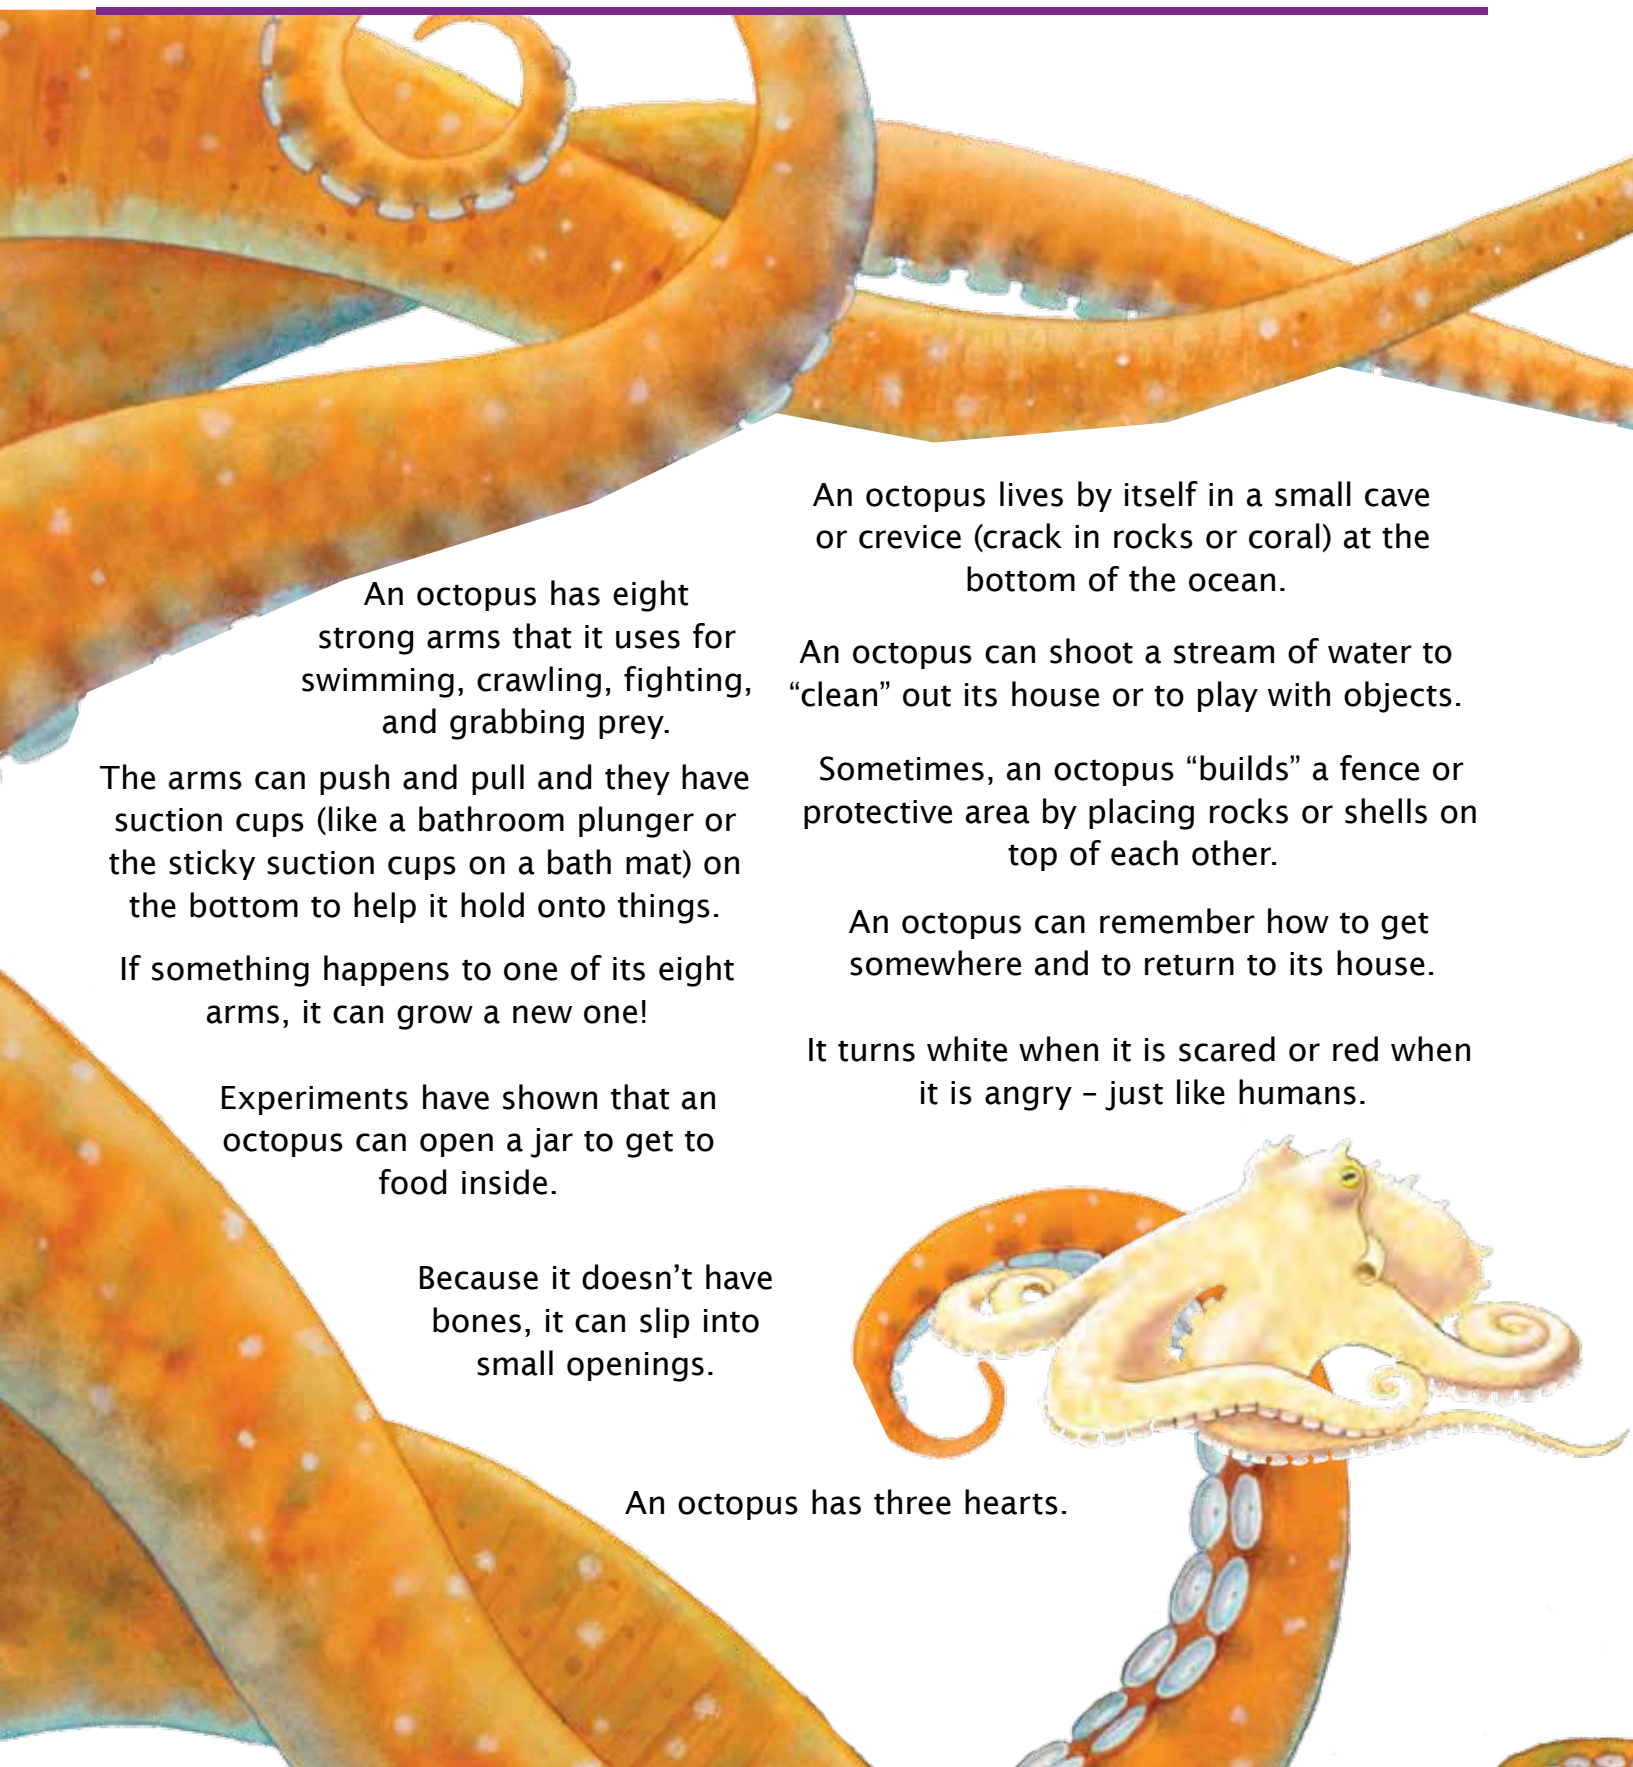 An octopus has eight
strong arms that it uses for
swimming, crawling, fighting,
and grabbing prey.
The arms can push and pull and they have
suction cups (like a bathroom plunger or
the sticky suction cups on a bath mat) on
the bottom to help it hold onto things.
If something happens to one of its eight
arms, it can grow a new one!
Experiments have shown that an
octopus can open a jar to get to
food inside.
Because it doesn’t have
bones, it can slip into
small openings.
An octopus lives by itself in a small cave
or crevice (crack in rocks or coral) at the
bottom of the ocean.
An octopus can shoot a stream of water to
“clean” out its house or to play with objects.
Sometimes, an octopus “builds” a fence or
protective area by placing rocks or shells on
top of each other.
An octopus can remember how to get
somewhere and to return to its house.
It turns white when it is scared or red when
it is angry – just like humans.
An octopus has three hearts.